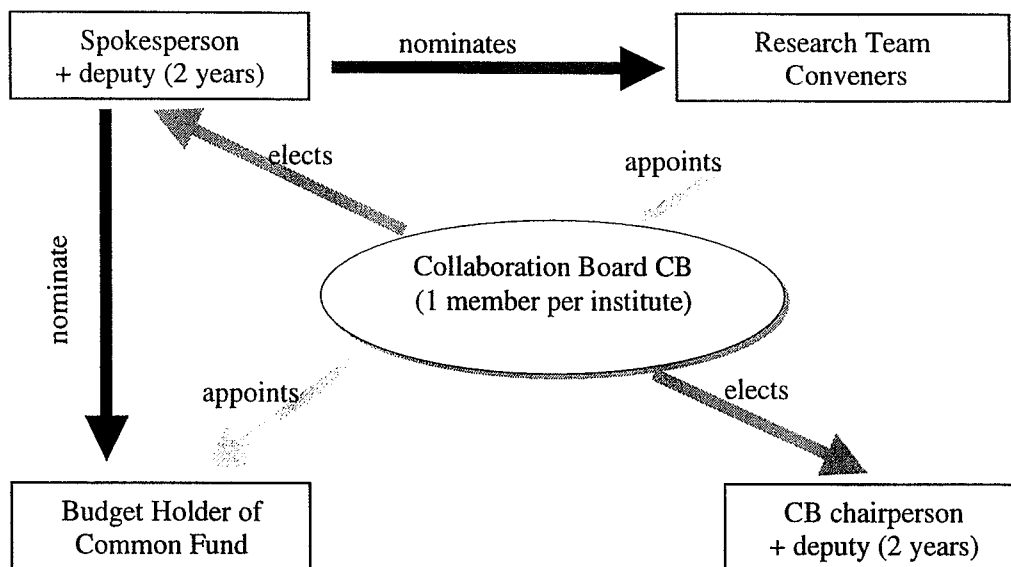 Spokesperson
+ deputy (2 years)
nominates
Research Team
Conveners
elects
appoints
nominate
Collaboration Board CB
(1 member per institute)
appoints
elects
Budget Holder of
Common Fund
CB chairperson
+ deputy (2 years)